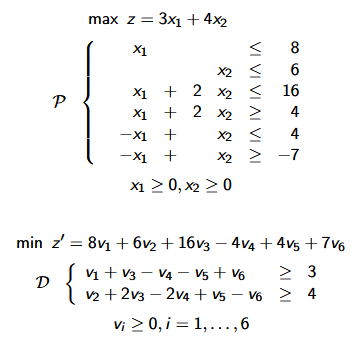 max z = 3x₁ + 4x₂
x₁ ≤ 8
x₂ ≤ 6
x₁ + 2 x₂ ≤ 16
𝒫 { x₁ + 2 x₂ ≥ 4
−x₁ + x₂ ≤ 4
−x₁ + x₂ ≥ −7
x₁ ≥ 0, x₂ ≥ 0
min z′ = 8v₁ + 6v₂ + 16v₃ − 4v₄ + 4v₅ + 7v₆
𝒟 { v₁ + v₃ − v₄ − v₅ + v₆ ≥ 3
v₂ + 2v₃ − 2v₄ + v₅ − v₆ ≥ 4
vᵢ ≥ 0, i = 1, . . . , 6